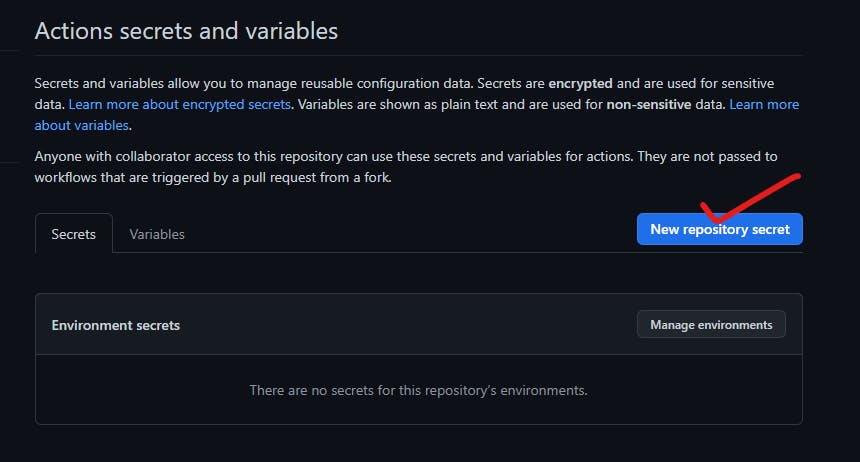 Actions secrets and variables
Secrets and variables allow you to manage reusable configuration data. Secrets are encrypted and are used for sensitive
data. Learn more about encrypted secrets. Variables are shown as plain text and are used for non-sensitive data. Learn more
about variables.
Anyone with collaborator access to this repository can use these secrets and variables for actions. They are not passed to
workflows that are triggered by a pull request from a fork.
Secrets
Variables
New repository secret
Environment secrets
Manage environments
There are no secrets for this repository's environments.